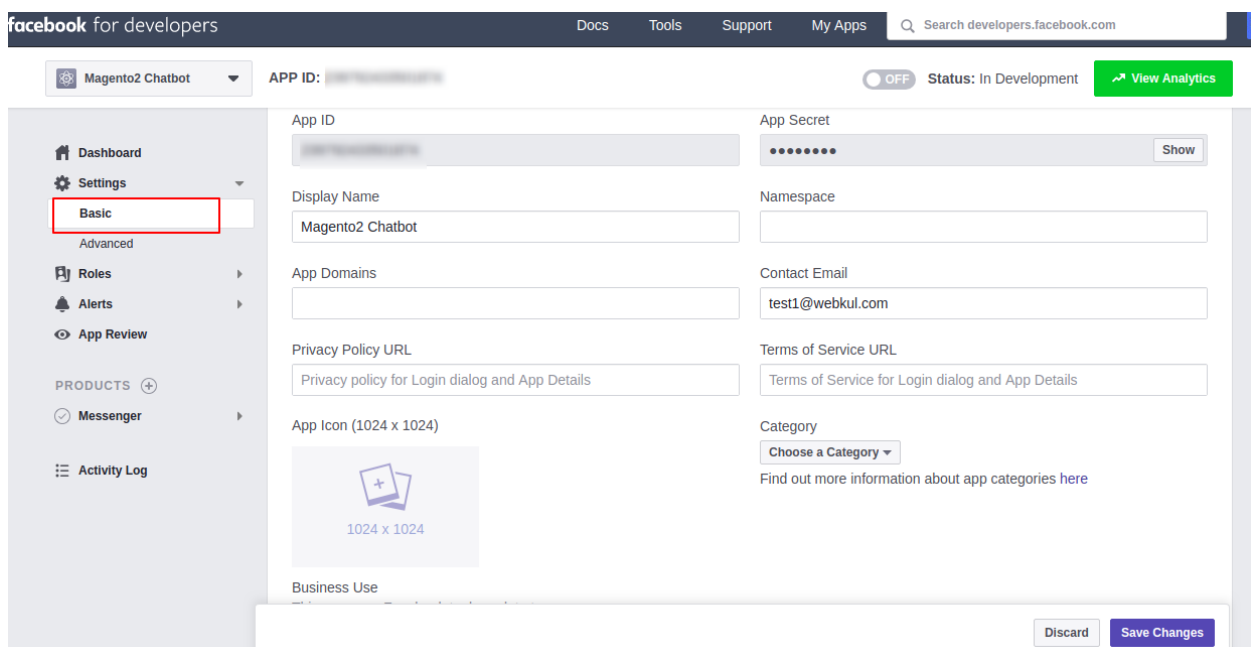 facebook for developers Docs Tools Support My Apps Search developers.facebook.com
Magento2 Chatbot APP ID: OFF Status: In Development View Analytics
App ID App Secret
Dashboard
•••••••• Show
Settings
Display Name Namespace
Basic
Magento2 Chatbot
Advanced
App Domains Contact Email
Roles
Alerts
test1@webkul.com
App Review
Privacy Policy URL Terms of Service URL
Privacy policy for Login dialog and App Details Terms of Service for Login dialog and App Details
PRODUCTS
Messenger
App Icon (1024 x 1024) Category
Choose a Category
Activity Log
Find out more information about app categories here
1024 x 1024
Business Use
Discard Save Changes